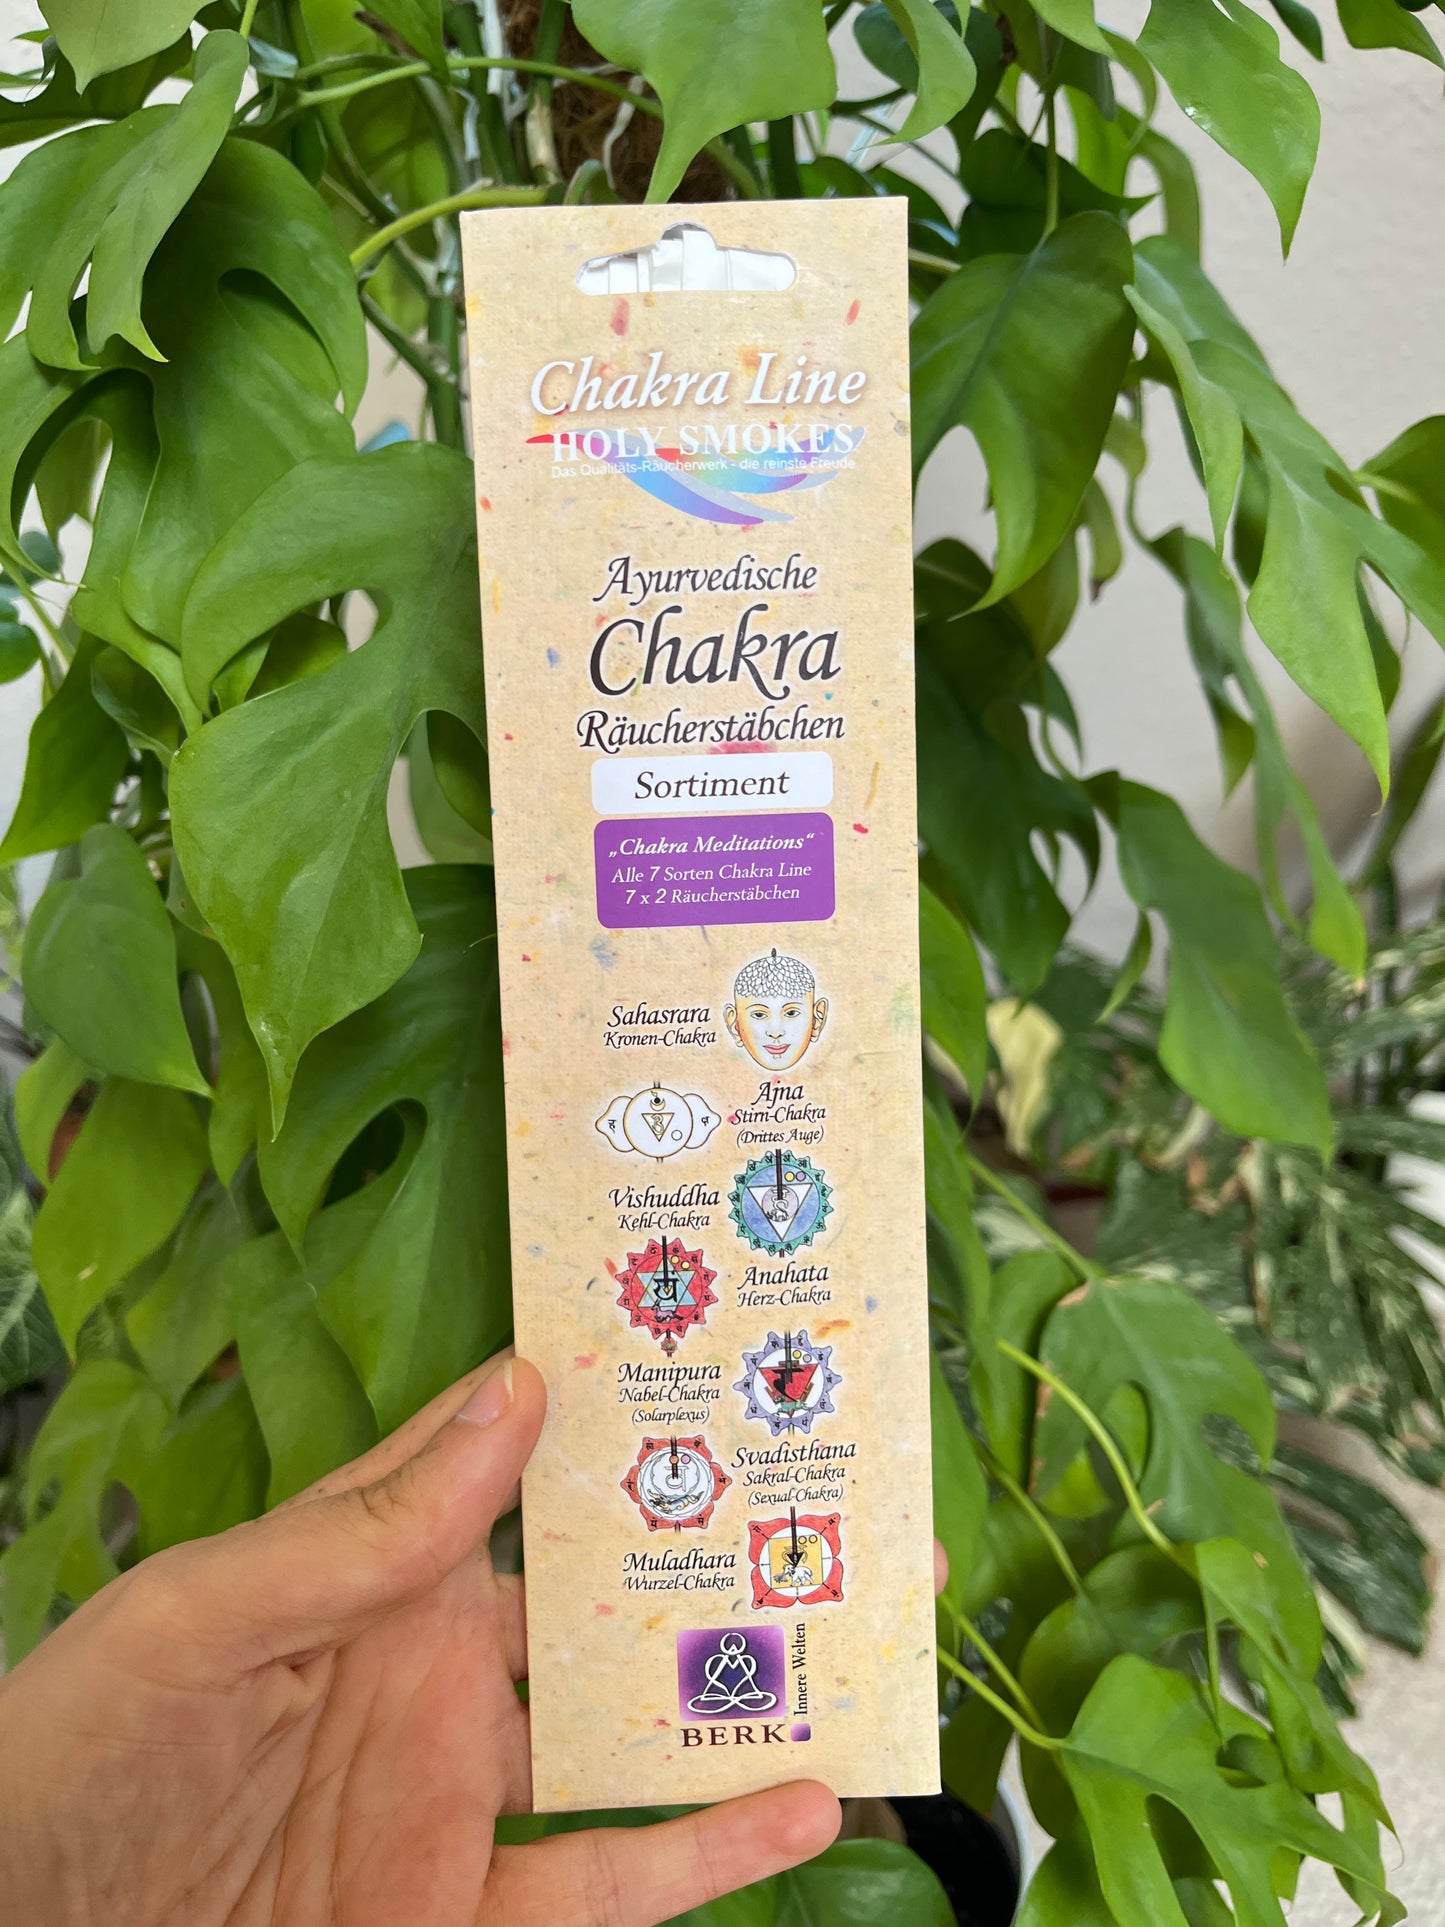 Chakra Line
HOLY SMOKES
Das Qualitäts-Räucherwerk - die reinste Freude
Ayurvedische
Chakra
Räucherstäbchen
Sortiment
„Chakra Meditations“
Alle 7 Sorten Chakra Line
7 x 2 Räucherstäbchen
Sahasrara
Kronen-Chakra
Ajna
Stirn-Chakra
(Drittes Auge)
Vishuddha
Kehl-Chakra
Anahata
Herz-Chakra
Manipura
Nabel-Chakra
(Solarplexus)
Svadisthana
Sakral-Chakra
(Sexual-Chakra)
Muladhara
Wurzel-Chakra
BERK
Innere Welten